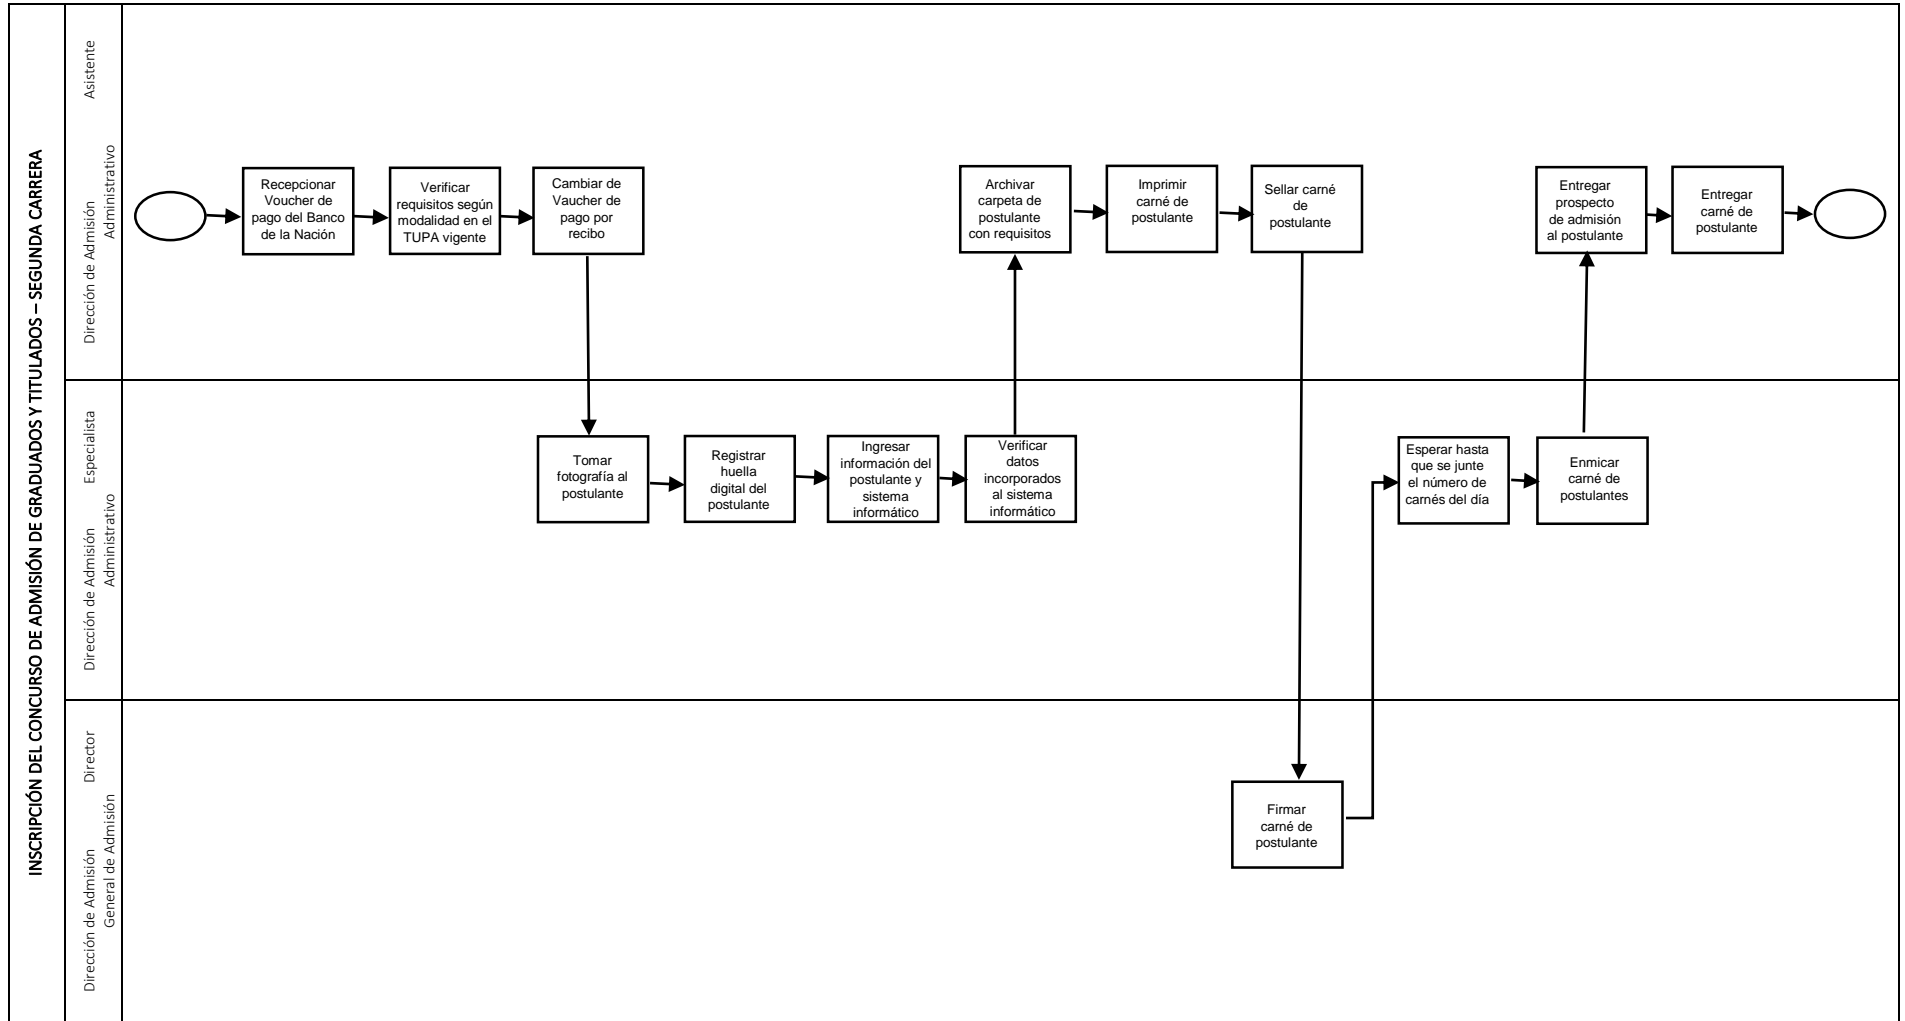 INSCRIPCIÓN DEL CONCURSO DE ADMISIÓN DE GRADUADOS Y TITULADOS – SEGUNDA CARRERA
Dirección de Admisión Asistente
Administrativo
Recepcionar
Voucher de
pago del Banco
de la Nación
Verificar
requisitos según
modalidad en el
TUPA vigente
Cambiar de
Vaucher de
pago por
recibo
Archivar
carpeta de
postulante
con requisitos
Imprimir
carné de
postulante
Sellar carné
de
postulante
Entregar
prospecto
de admisión
al postulante
Entregar
carné de
postulante
Dirección de Admisión Especialista
Administrativo
Tomar
fotografía al
postulante
Registrar
huella
digital del
postulante
Ingresar
información del
postulante y
sistema
informático
Verificar
datos
incorporados
al sistema
informático
Esperar hasta
que se junte
el número de
carnés del día
Enmicar
carné de
postulantes
Dirección de Admisión Director
General de Admisión
Firmar
carné de
postulante